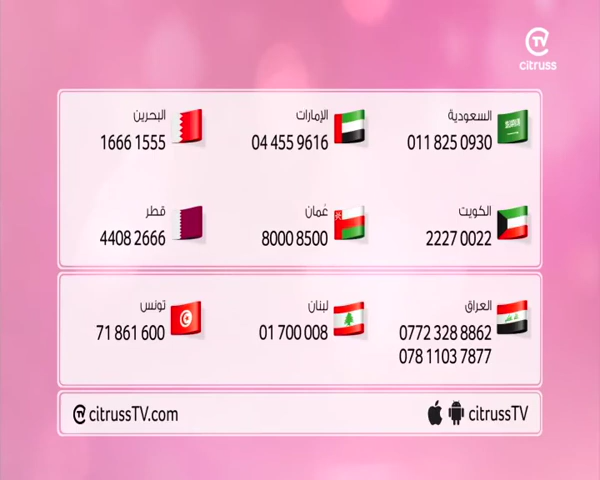 TV
citruss
السعودية
011 825 0930
الإمارات
04 455 9616
البحرين
1666 1555
الكويت
2227 0022
عُمان
8000 8500
قطر
4408 2666
العراق
0772 328 8862
078 1103 7877
لبنان
01 700 008
تونس
71 861 600
citrussTV
TV citrussTV.com